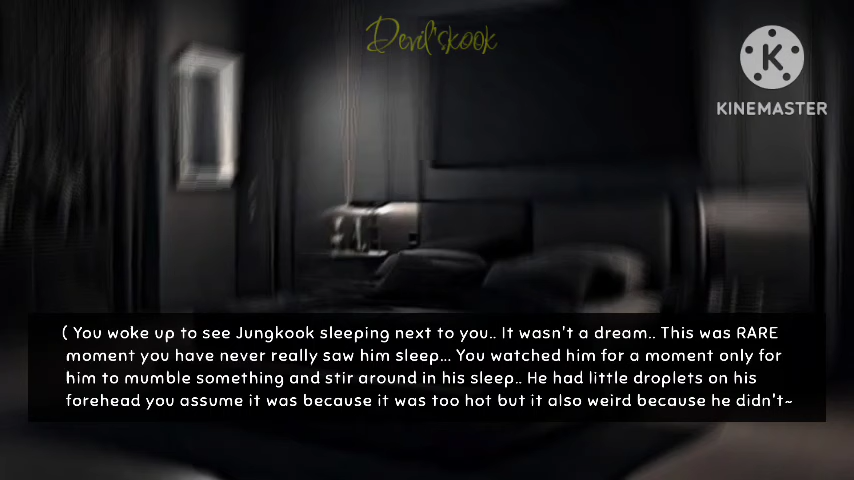 Devil'skook
K
KINEMASTER
( You woke up to see Jungkook sleeping next to you.. It wasn't a dream.. This was RARE
moment you have never really saw him sleep... You watched him for a moment only for
him to mumble something and stir around in his sleep.. He had little droplets on his
forehead you assume it was because it was too hot but it also weird because he didn't~